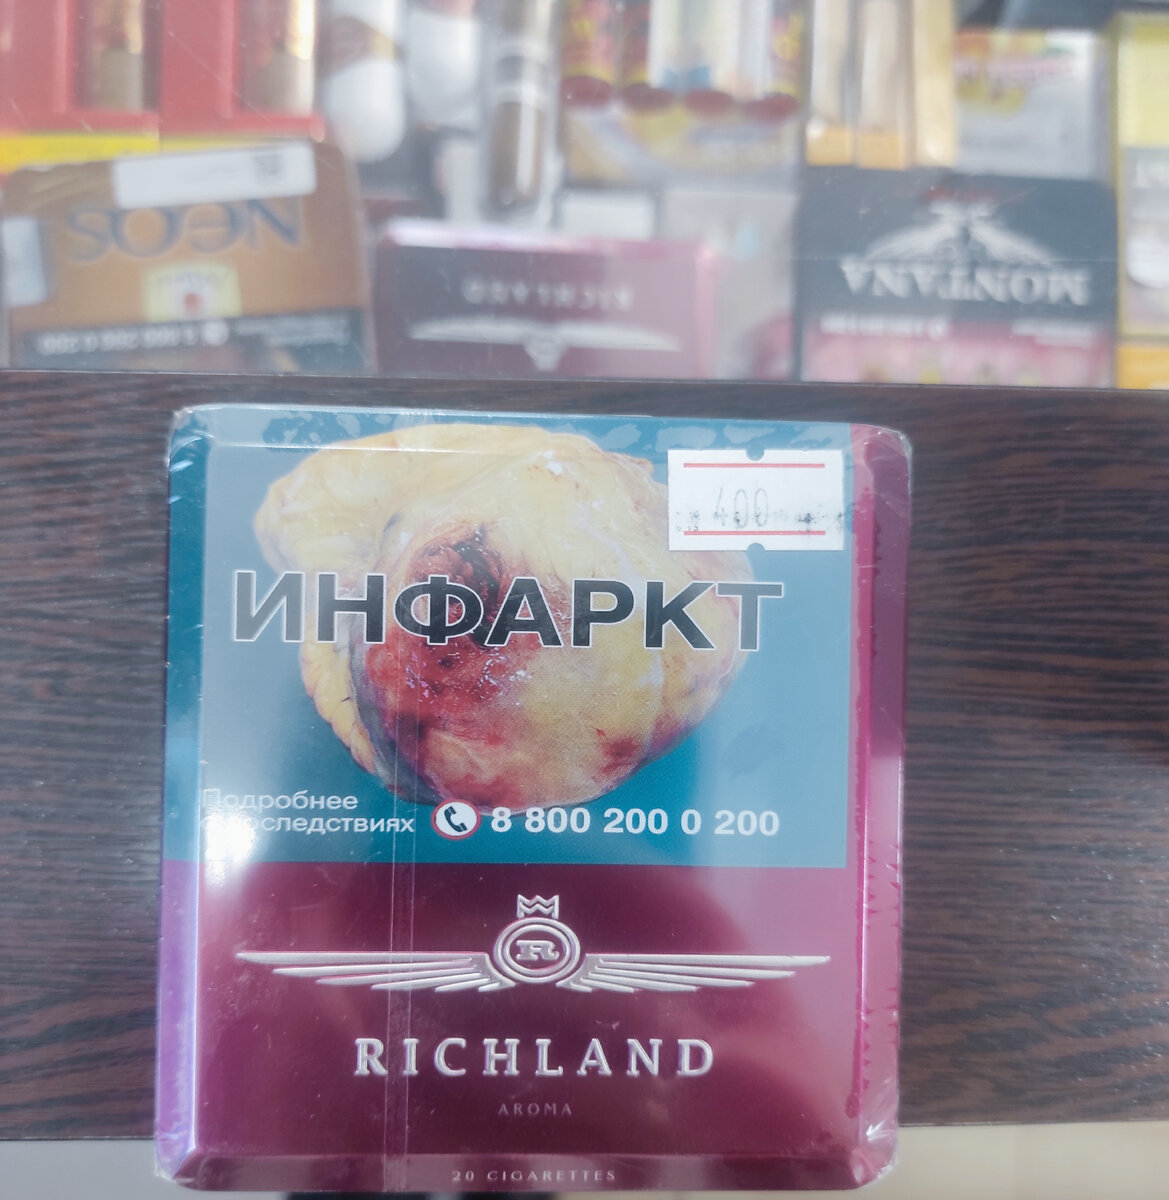 NEOS
RICHLAND
MONTANA
400
ИНФАРКТ
Подробнее
о последствиях
8 800 200 0 200
R
RICHLAND
AROMA
20 CIGARETTES